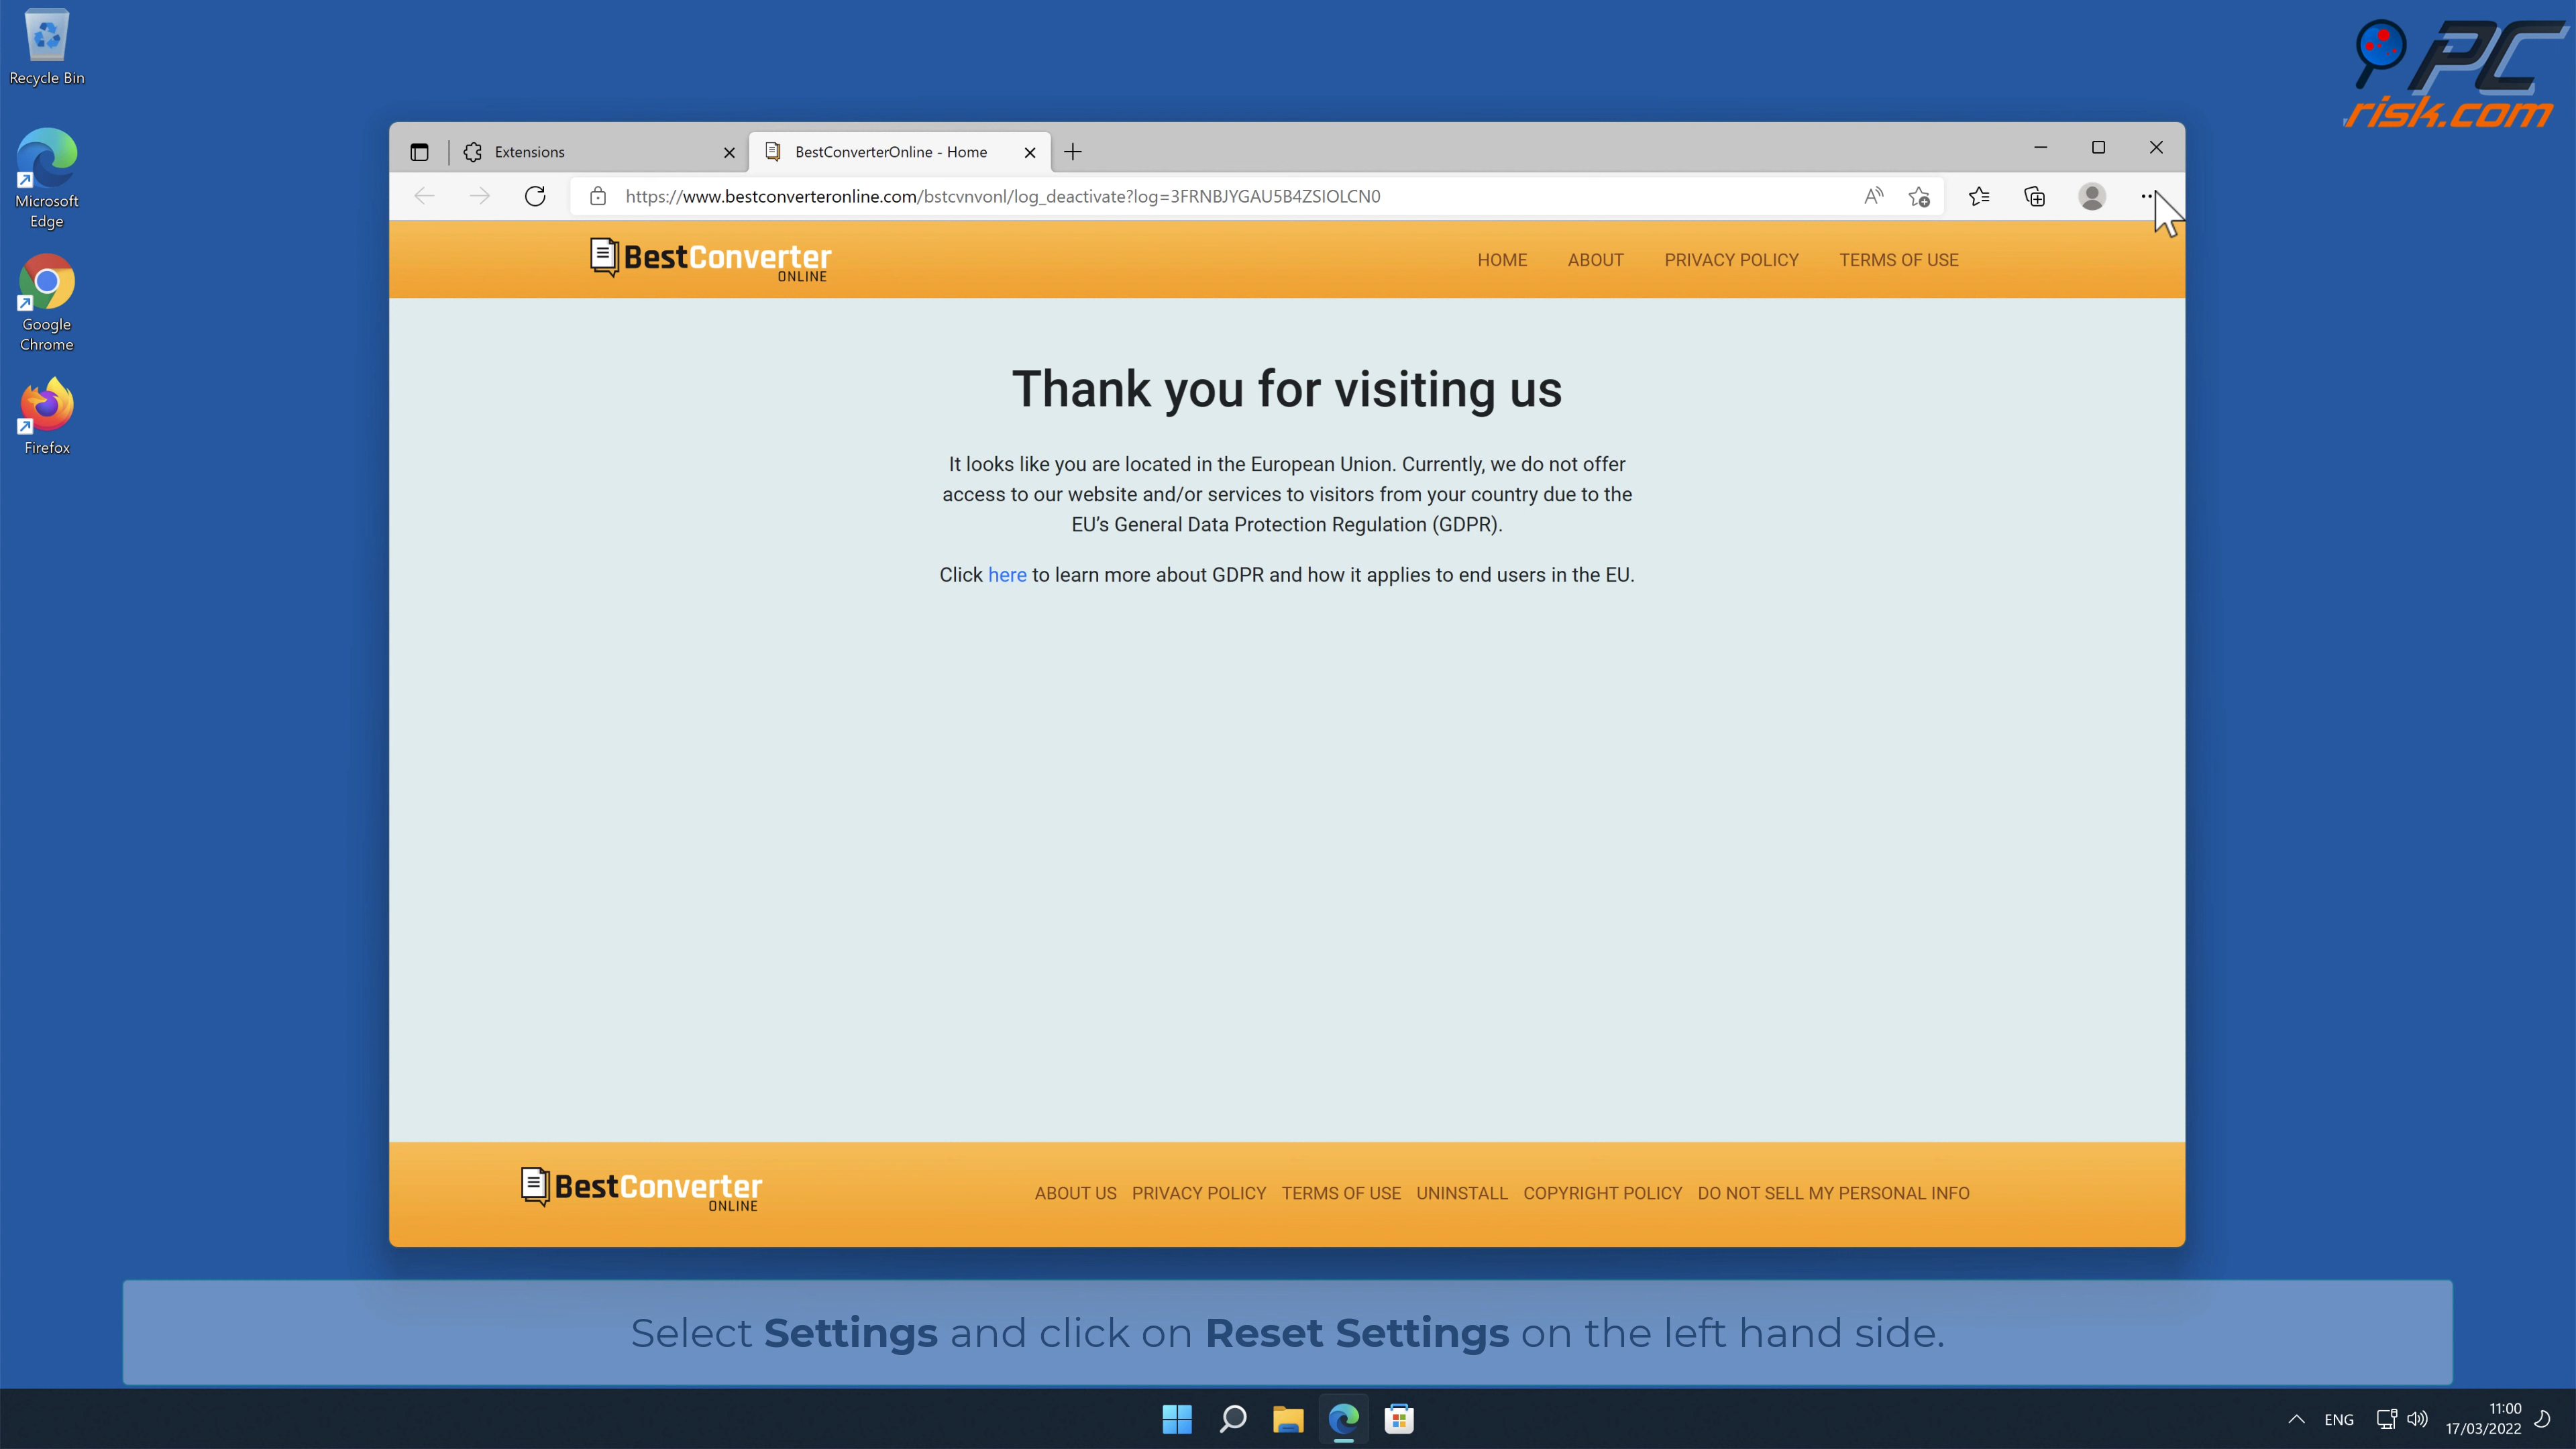 Recycle Bin
Microsoft
Edge
Google
Chrome
Firefox
PC
risk.com
Extensions
BestConverterOnline - Home
https://www.bestconverteronline.com/bstcvnvonl/log_deactivate?log=3FRNBJYGAU5B4ZSIOLCN0
BestConverter
ONLINE
HOME ABOUT PRIVACY POLICY TERMS OF USE
Thank you for visiting us
It looks like you are located in the European Union. Currently, we do not offer
access to our website and/or services to visitors from your country due to the
EU’s General Data Protection Regulation (GDPR).
Click here to learn more about GDPR and how it applies to end users in the EU.
BestConverter
ONLINE
ABOUT US PRIVACY POLICY TERMS OF USE UNINSTALL COPYRIGHT POLICY DO NOT SELL MY PERSONAL INFO
Select Settings and click on Reset Settings on the left hand side.
ENG
11:00
17/03/2022